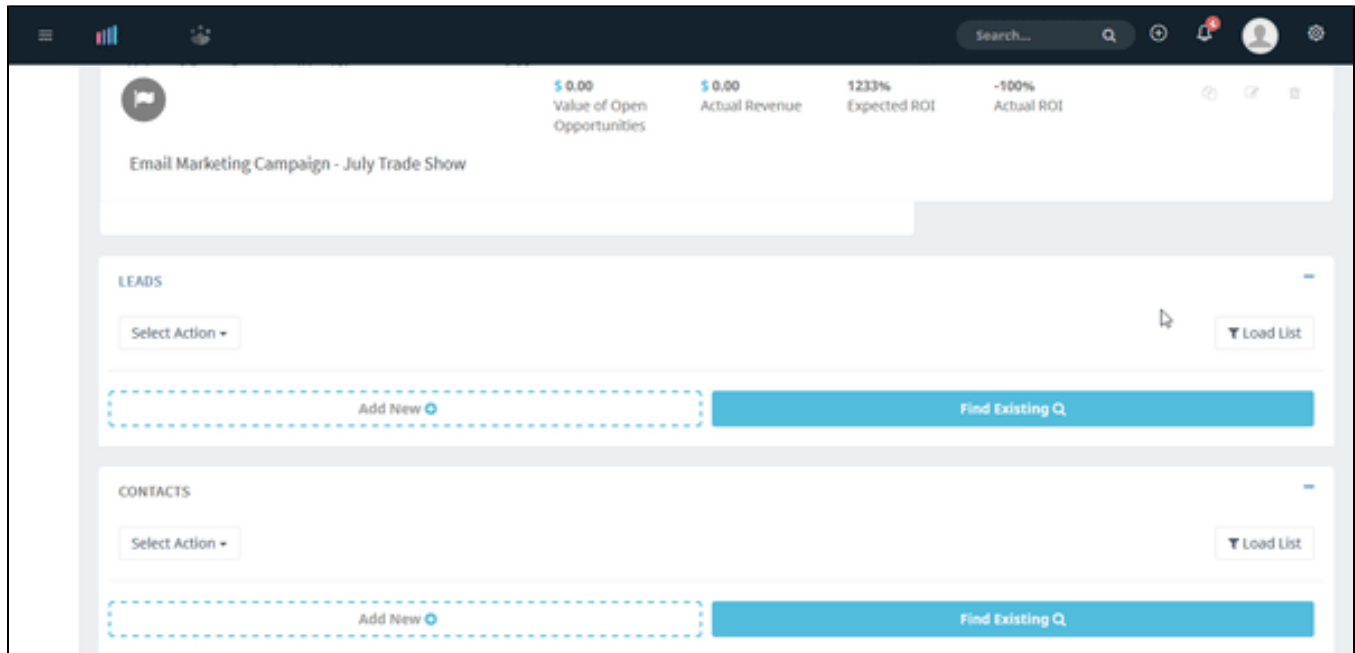 Search...
$ 0.00
Value of Open
Opportunities
$ 0.00
Actual Revenue
1233%
Expected ROI
-100%
Actual ROI
Email Marketing Campaign - July Trade Show
LEADS
Select Action
Load List
Add New
Find Existing
CONTACTS
Select Action
Load List
Add New
Find Existing